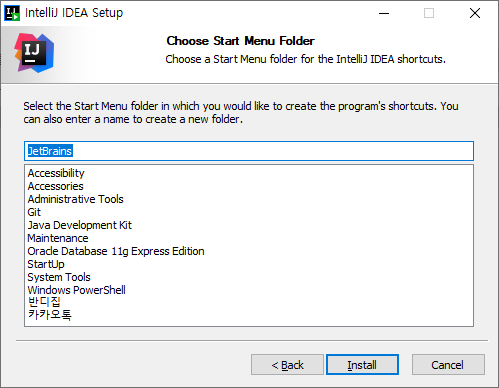 IntelliJ IDEA Setup
IJ
Choose Start Menu Folder
Choose a Start Menu folder for the IntelliJ IDEA shortcuts.
Select the Start Menu folder in which you would like to create the program's shortcuts. You
can also enter a name to create a new folder.
JetBrains
Accessibility
Accessories
Administrative Tools
Git
Java Development Kit
Maintenance
Oracle Database 11g Express Edition
StartUp
System Tools
Windows PowerShell
반디집
카카오톡
< Back
Install
Cancel